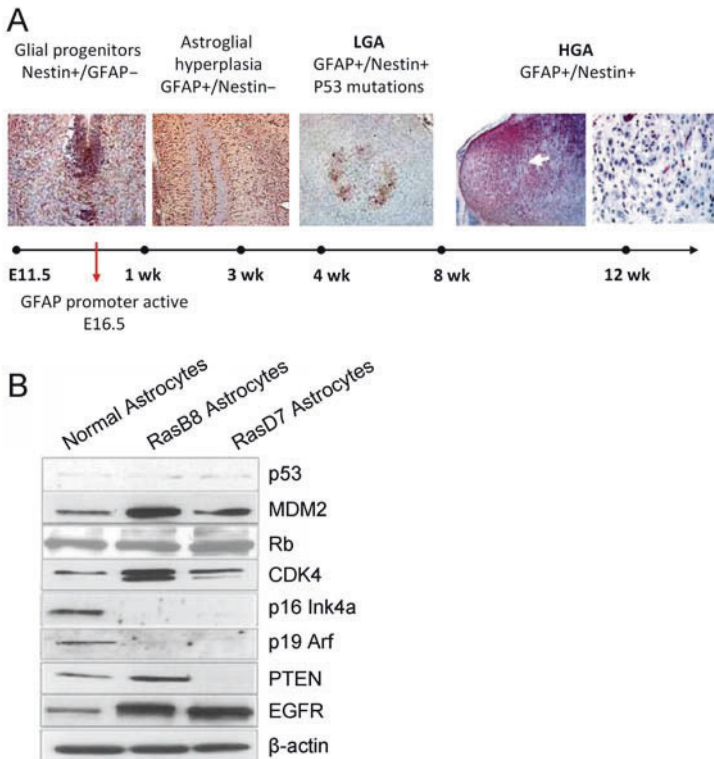 A
Glial progenitors
Nestin+/GFAP−
Astroglial
hyperplasia
GFAP+/Nestin−
LGA
GFAP+/Nestin+
P53 mutations
HGA
GFAP+/Nestin+
E11.5
1 wk
3 wk
4 wk
8 wk
12 wk
GFAP promoter active
E16.5
B
Normal Astrocytes
RasB8 Astrocytes
RasD7 Astrocytes
p53
MDM2
Rb
CDK4
p16 Ink4a
p19 Arf
PTEN
EGFR
β-actin